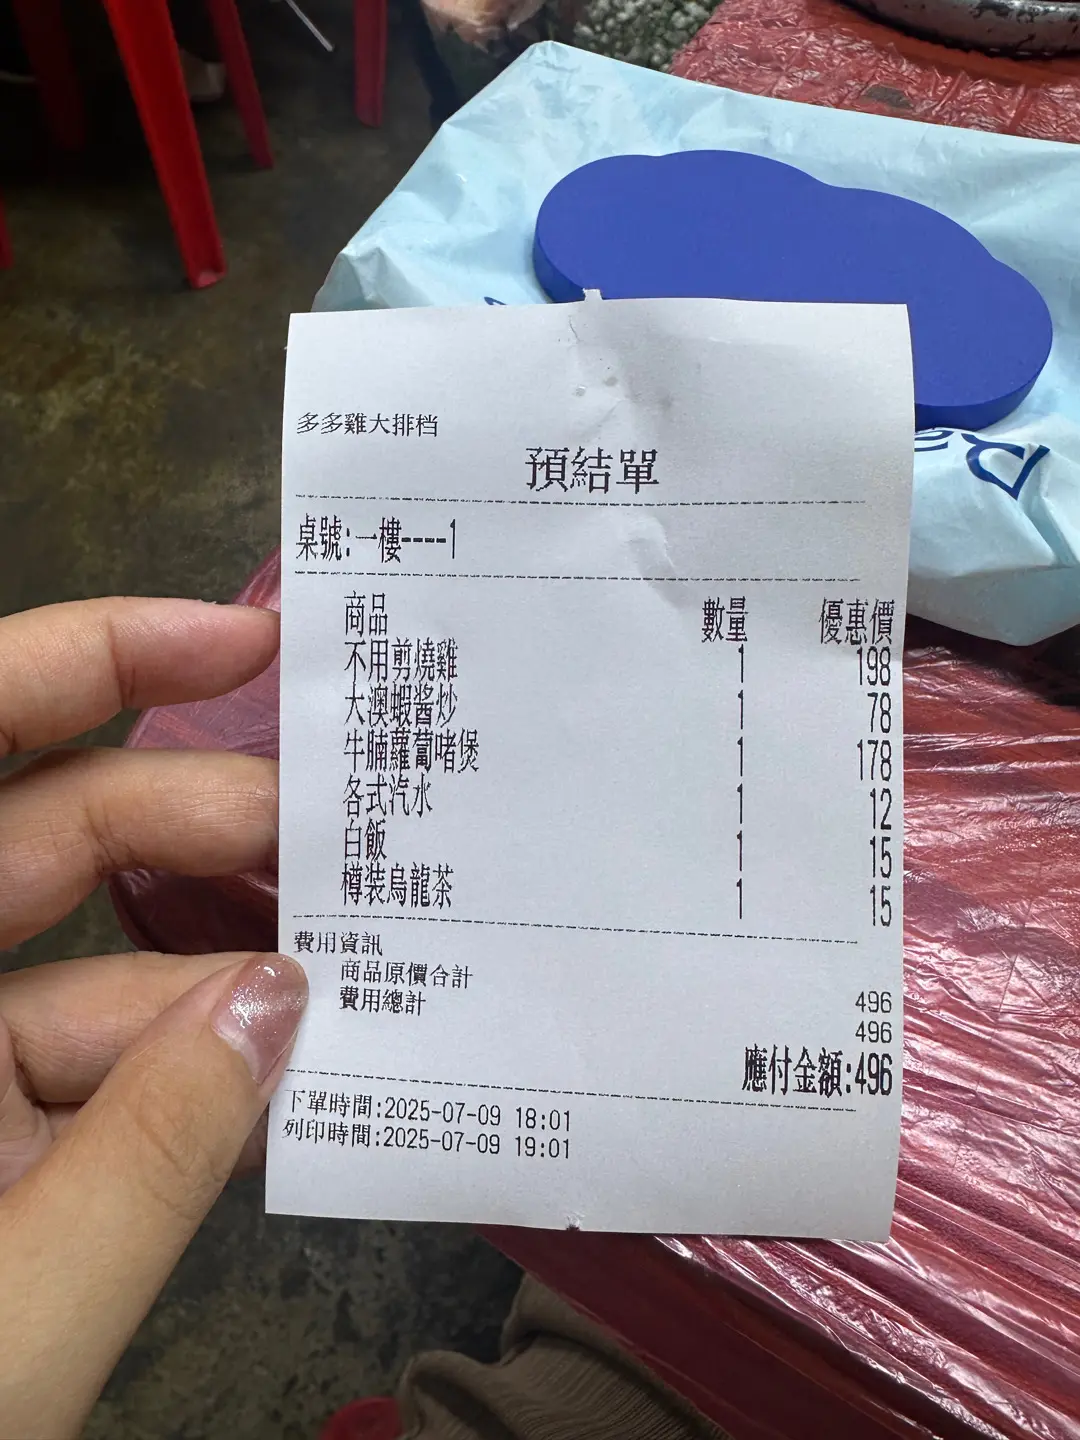 多多雞大排档
預結單
桌號:一樓----1
商品 數量 優惠價
不用剪燒雞 1 198
大澳蝦醬炒 1 78
牛腩蘿蔔啫煲 1 178
各式汽水 1 12
白飯 1 15
樽装烏龍茶 1 15
費用資訊
商品原價合計 496
費用總計 496
應付金額:496
下單時間:2025-07-09 18:01
列印時間:2025-07-09 19:01